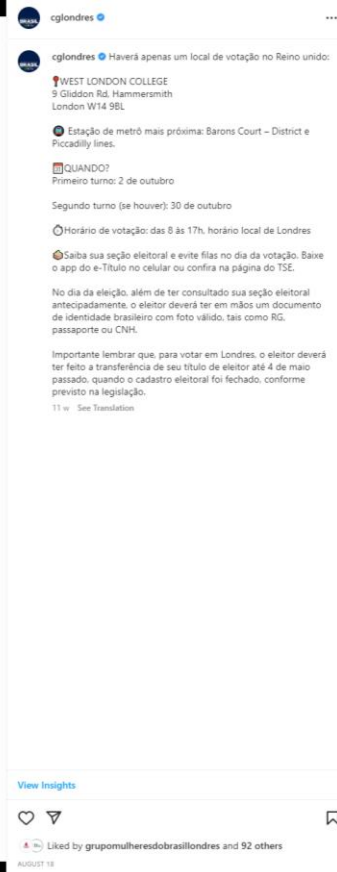 BRASIL
cglondres
...
BRASIL
cglondres Haverá apenas um local de votação no Reino unido:
WEST LONDON COLLEGE
9 Gliddon Rd, Hammersmith
London W14 9BL
Estação de metrô mais próxima: Barons Court – District e
Piccadilly lines.
QUANDO?
Primeiro turno: 2 de outubro
Segundo turno (se houver): 30 de outubro
Horário de votação: das 8 às 17h, horário local de Londres
Saiba sua seção eleitoral e evite filas no dia da votação. Baixe
o app do e-Título no celular ou confira na página do TSE.
No dia da eleição, além de ter consultado sua seção eleitoral
antecipadamente, o eleitor deverá ter em mãos um documento
de identidade brasileiro com foto válido, tais como RG,
passaporte ou CNH.
Importante lembrar que, para votar em Londres, o eleitor deverá
ter feito a transferência de seu título de eleitor até 4 de maio
passado, quando o cadastro eleitoral foi fechado, conforme
previsto na legislação.
11 w See Translation
View Insights
Liked by grupomulheresdobrasillondres and 92 others
AUGUST 18